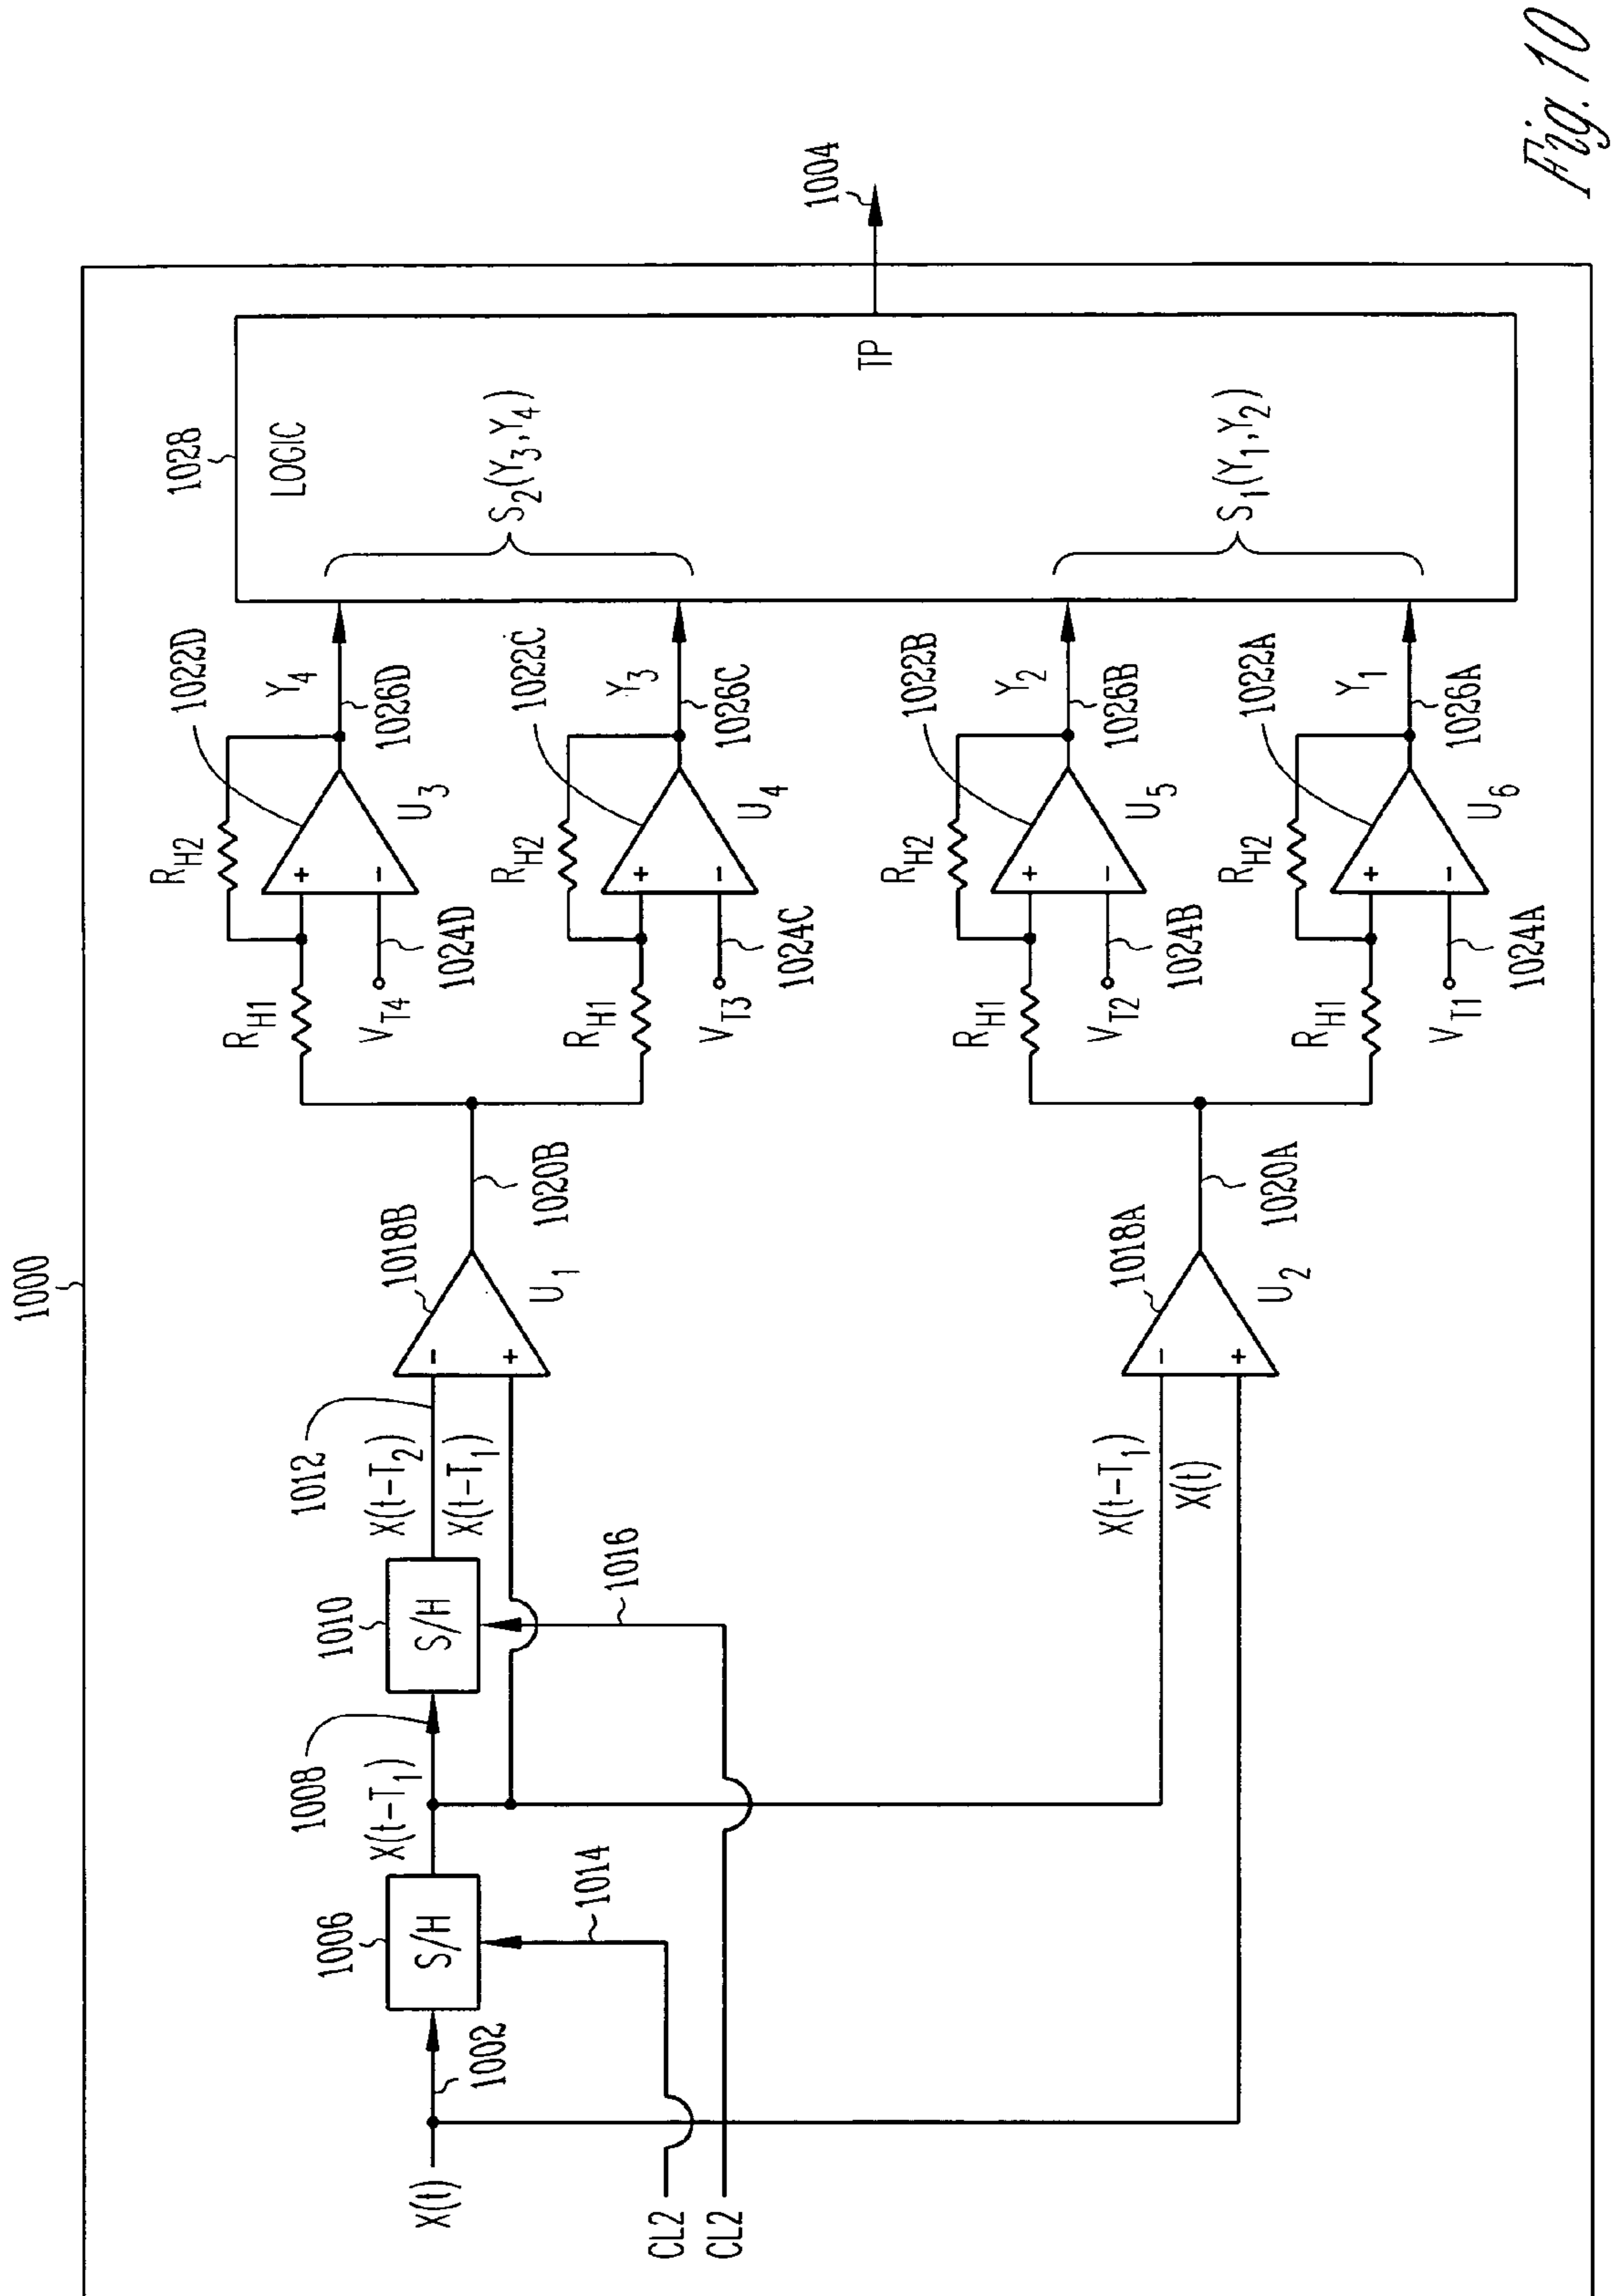 1000
X(t)
1002
CL2
CL2
1006
S/H
1014
X(t-T1)
1008
1010
S/H
1016
1012
X(t-T2)
X(t-T1)
1018B
-
+
U1
1020B
X(t-T1)
X(t)
1018A
-
+
U2
1020A
RH1
RH2
VT4
1024D
+
-
U3
1022D
Y4
1026D
RH1
RH2
VT3
1024C
+
-
U4
1022C
Y3
1026C
RH1
RH2
VT2
1024B
+
-
U5
1022B
Y2
1026B
RH1
RH2
VT1
1024A
+
-
U6
1022A
Y1
1026A
1028
LOGIC
S2(Y3,Y4)
S1(Y1,Y2)
TP
1004
Fig. 10